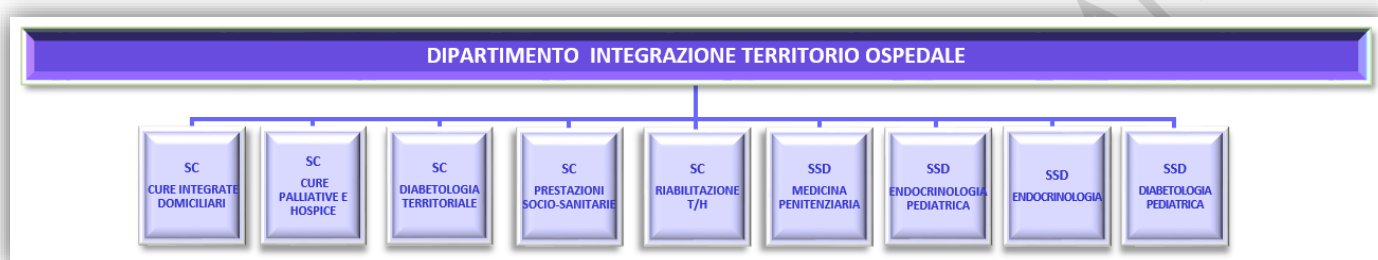 DIPARTIMENTO INTEGRAZIONE TERRITORIO OSPEDALE
SC
CURE INTEGRATE
DOMICILIARI
SC
CURE
PALLIATIVE E
HOSPICE
SC
DIABETOLOGIA
TERRITORIALE
SC
PRESTAZIONI
SOCIO-SANITARIE
SC
RIABILITAZIONE
T/H
SSD
MEDICINA
PENITENZIARIA
SSD
ENDOCRINOLOGIA
PEDIATRICA
SSD
ENDOCRINOLOGIA
SSD
DIABETOLOGIA
PEDIATRICA